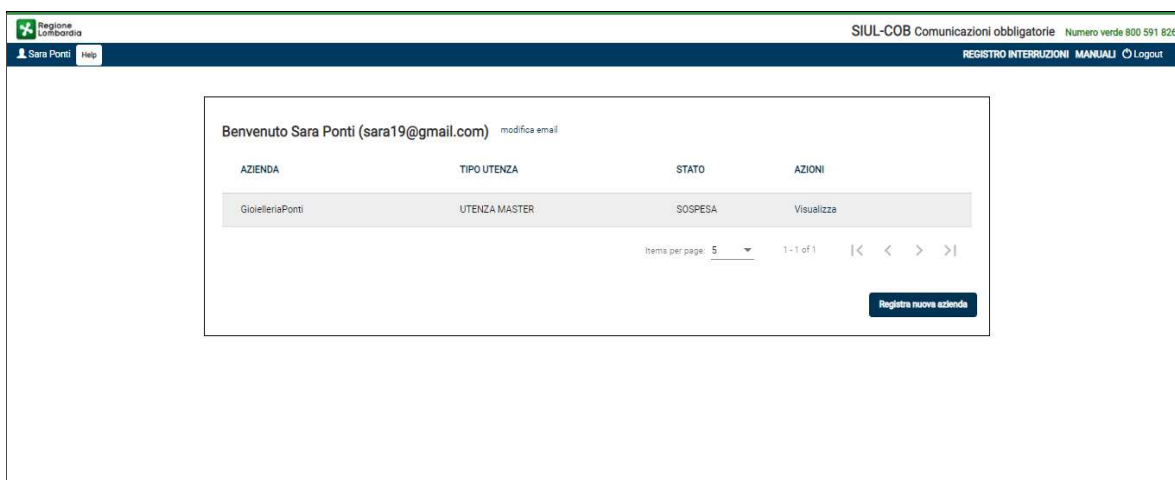 Regione
Lombardia
SIUL-COB Comunicazioni obbligatorie Numero verde 800 591 826
Sara Ponti Help REGISTRO INTERRUZIONI MANUALI Logout
Benvenuto Sara Ponti (sara19@gmail.com) modifica email
AZIENDA TIPO UTENZA STATO AZIONI
GioielleriaPonti UTENZA MASTER SOSPESA Visualizza
Items per page: 5 1 - 1 of 1
Registra nuova azienda